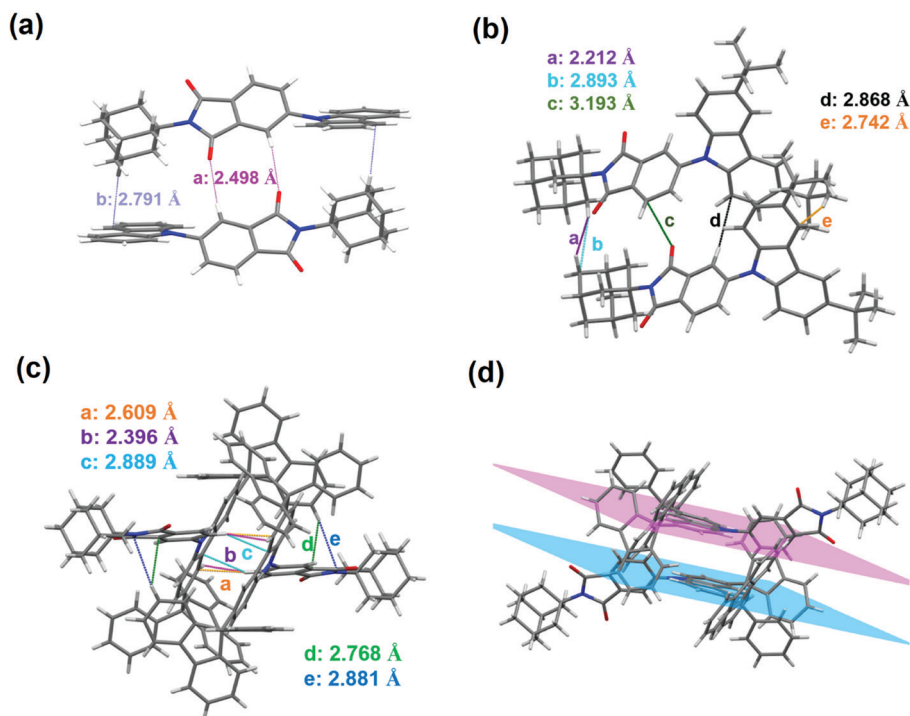 (a)
a: 2.498 Å
b: 2.791 Å
(b)
a: 2.212 Å
b: 2.893 Å
c: 3.193 Å
d: 2.868 Å
e: 2.742 Å
a
b
c
d
e
(c)
a: 2.609 Å
b: 2.396 Å
c: 2.889 Å
b
c
d
e
a
d: 2.768 Å
e: 2.881 Å
(d)